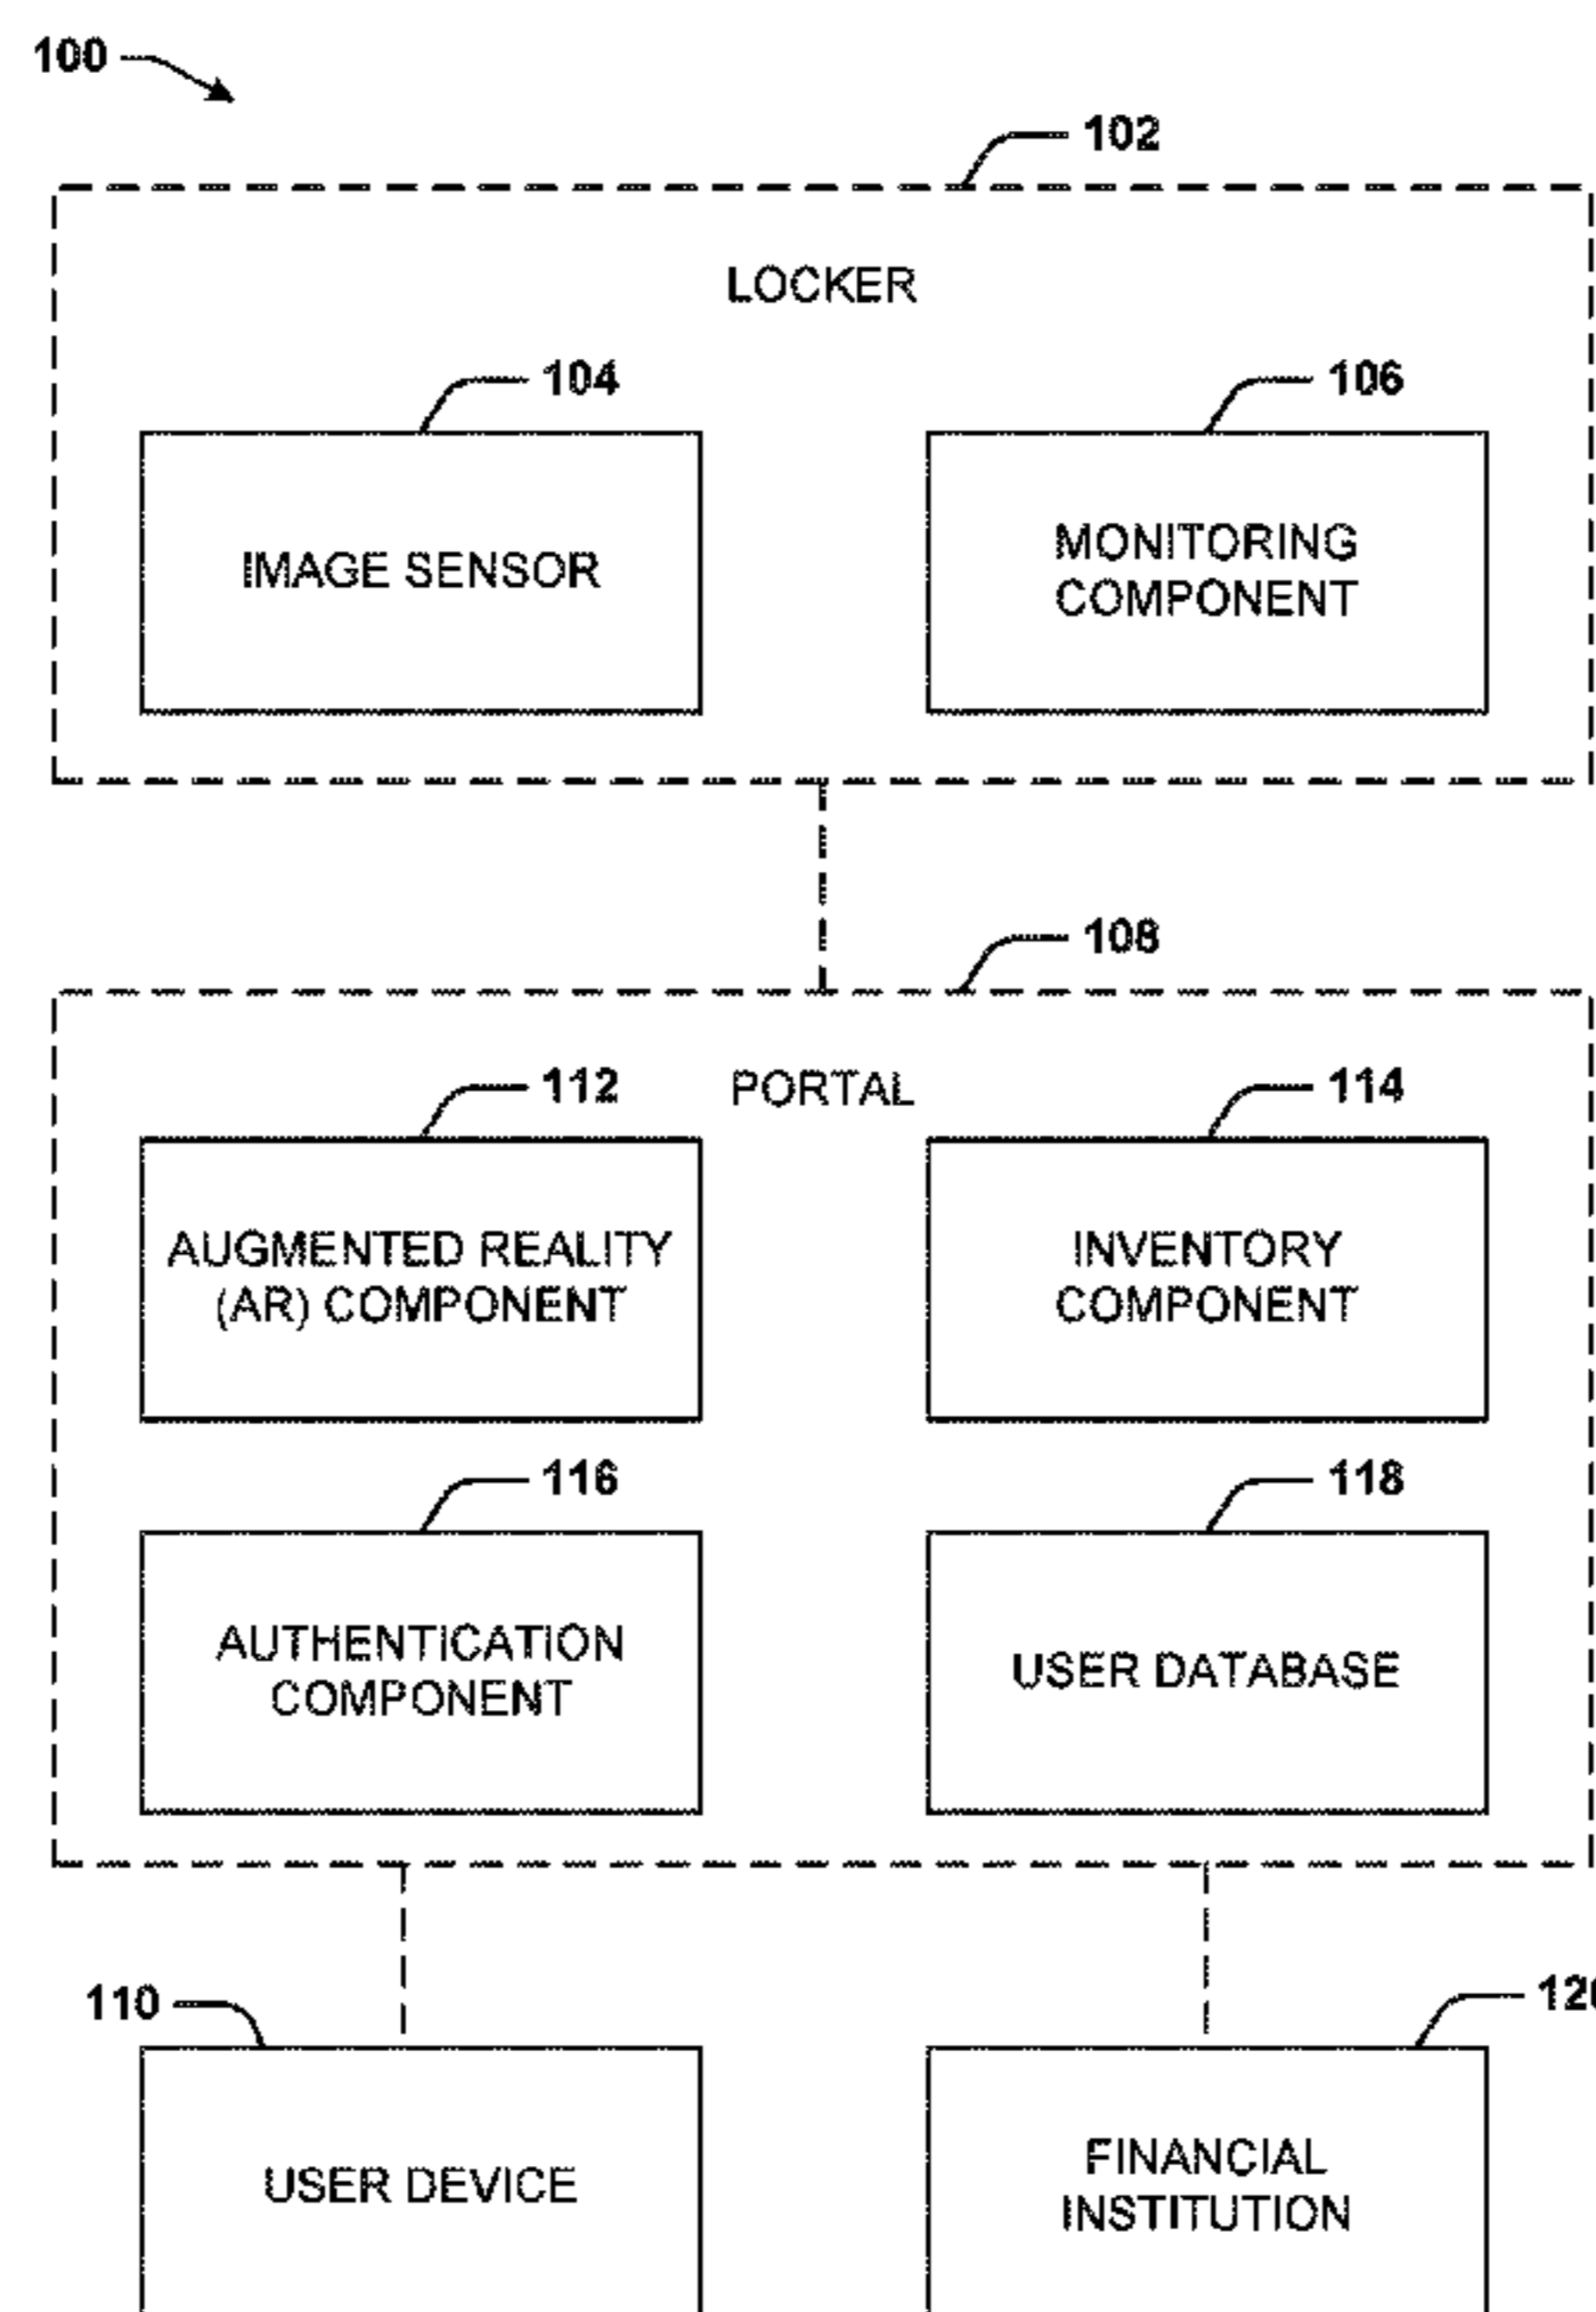 100
102
LOCKER
104
106
IMAGE SENSOR
MONITORING
COMPONENT
108
112
PORTAL
114
AUGMENTED REALITY
(AR) COMPONENT
INVENTORY
COMPONENT
116
118
AUTHENTICATION
COMPONENT
USER DATABASE
110
120
USER DEVICE
FINANCIAL
INSTITUTION